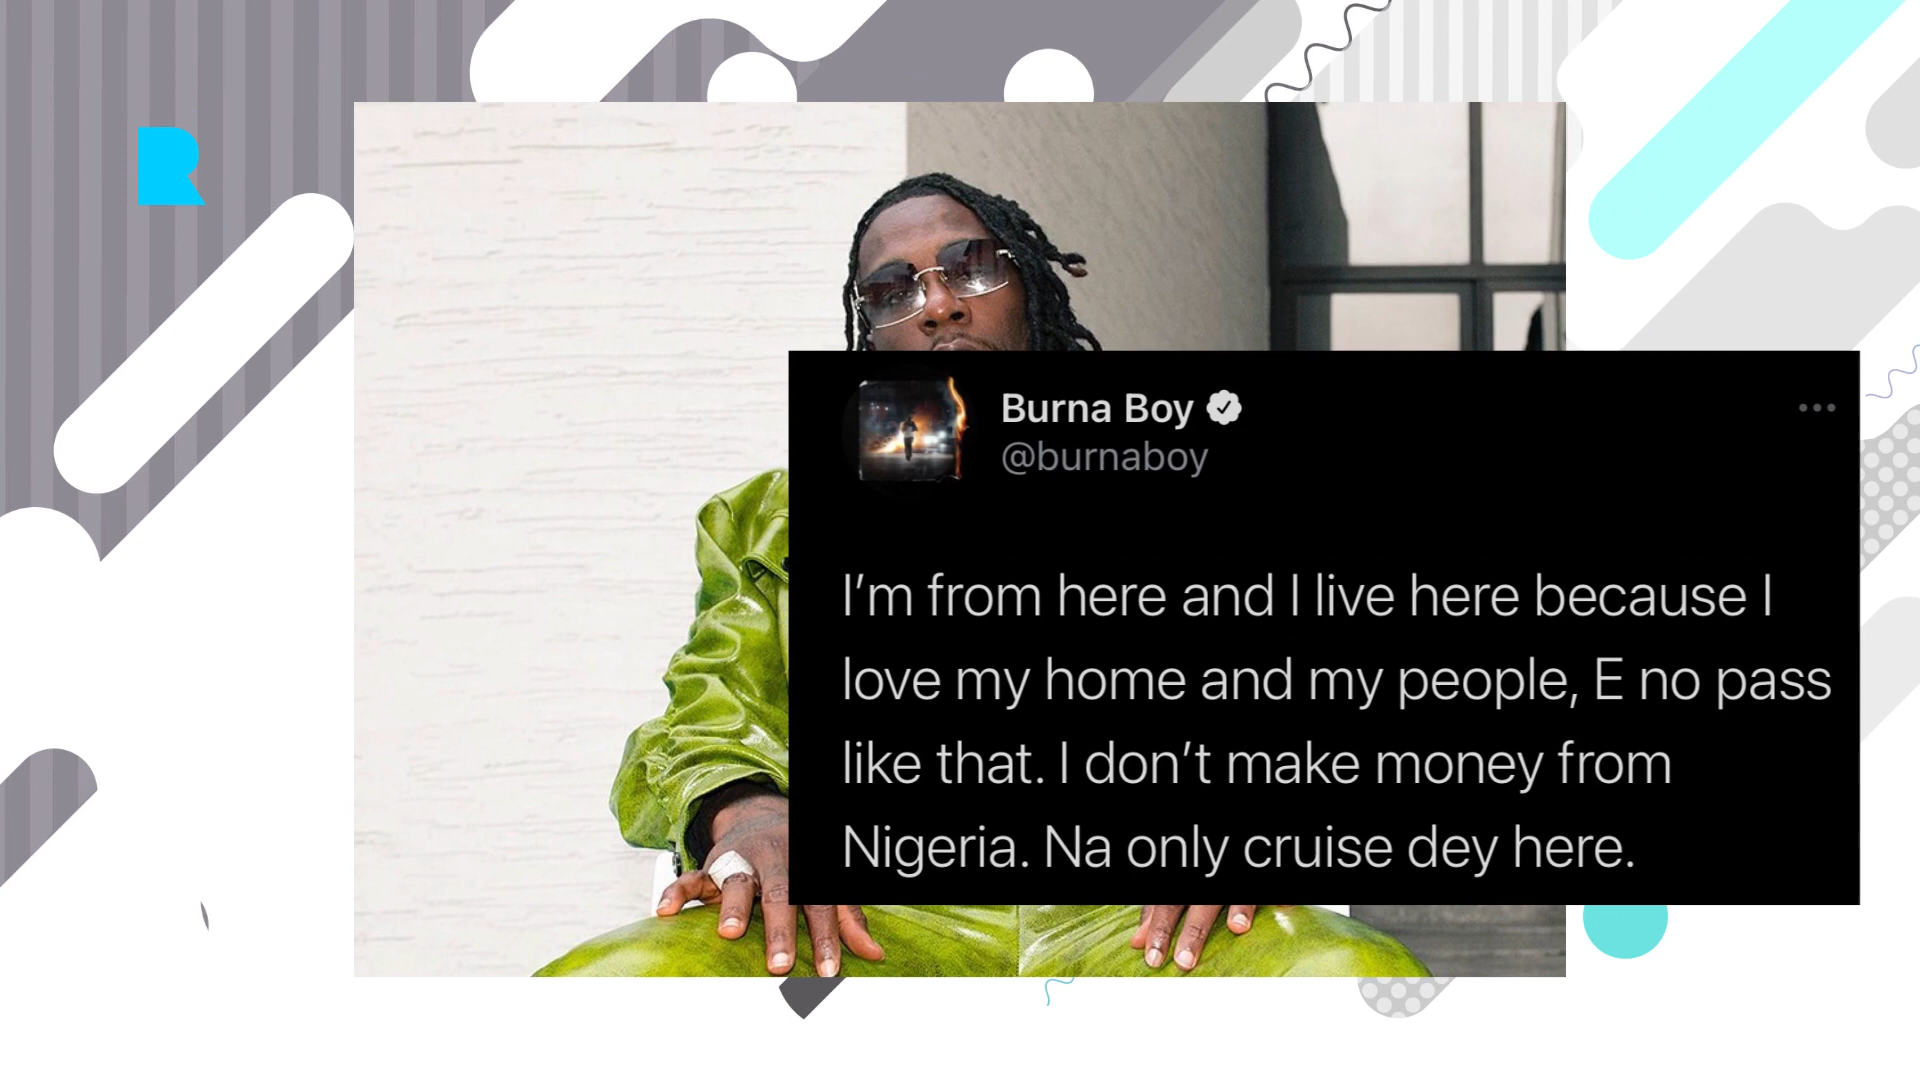 R
Burna Boy
@burnaboy
I’m from here and I live here because I
love my home and my people, E no pass
like that. I don’t make money from
Nigeria. Na only cruise dey here.